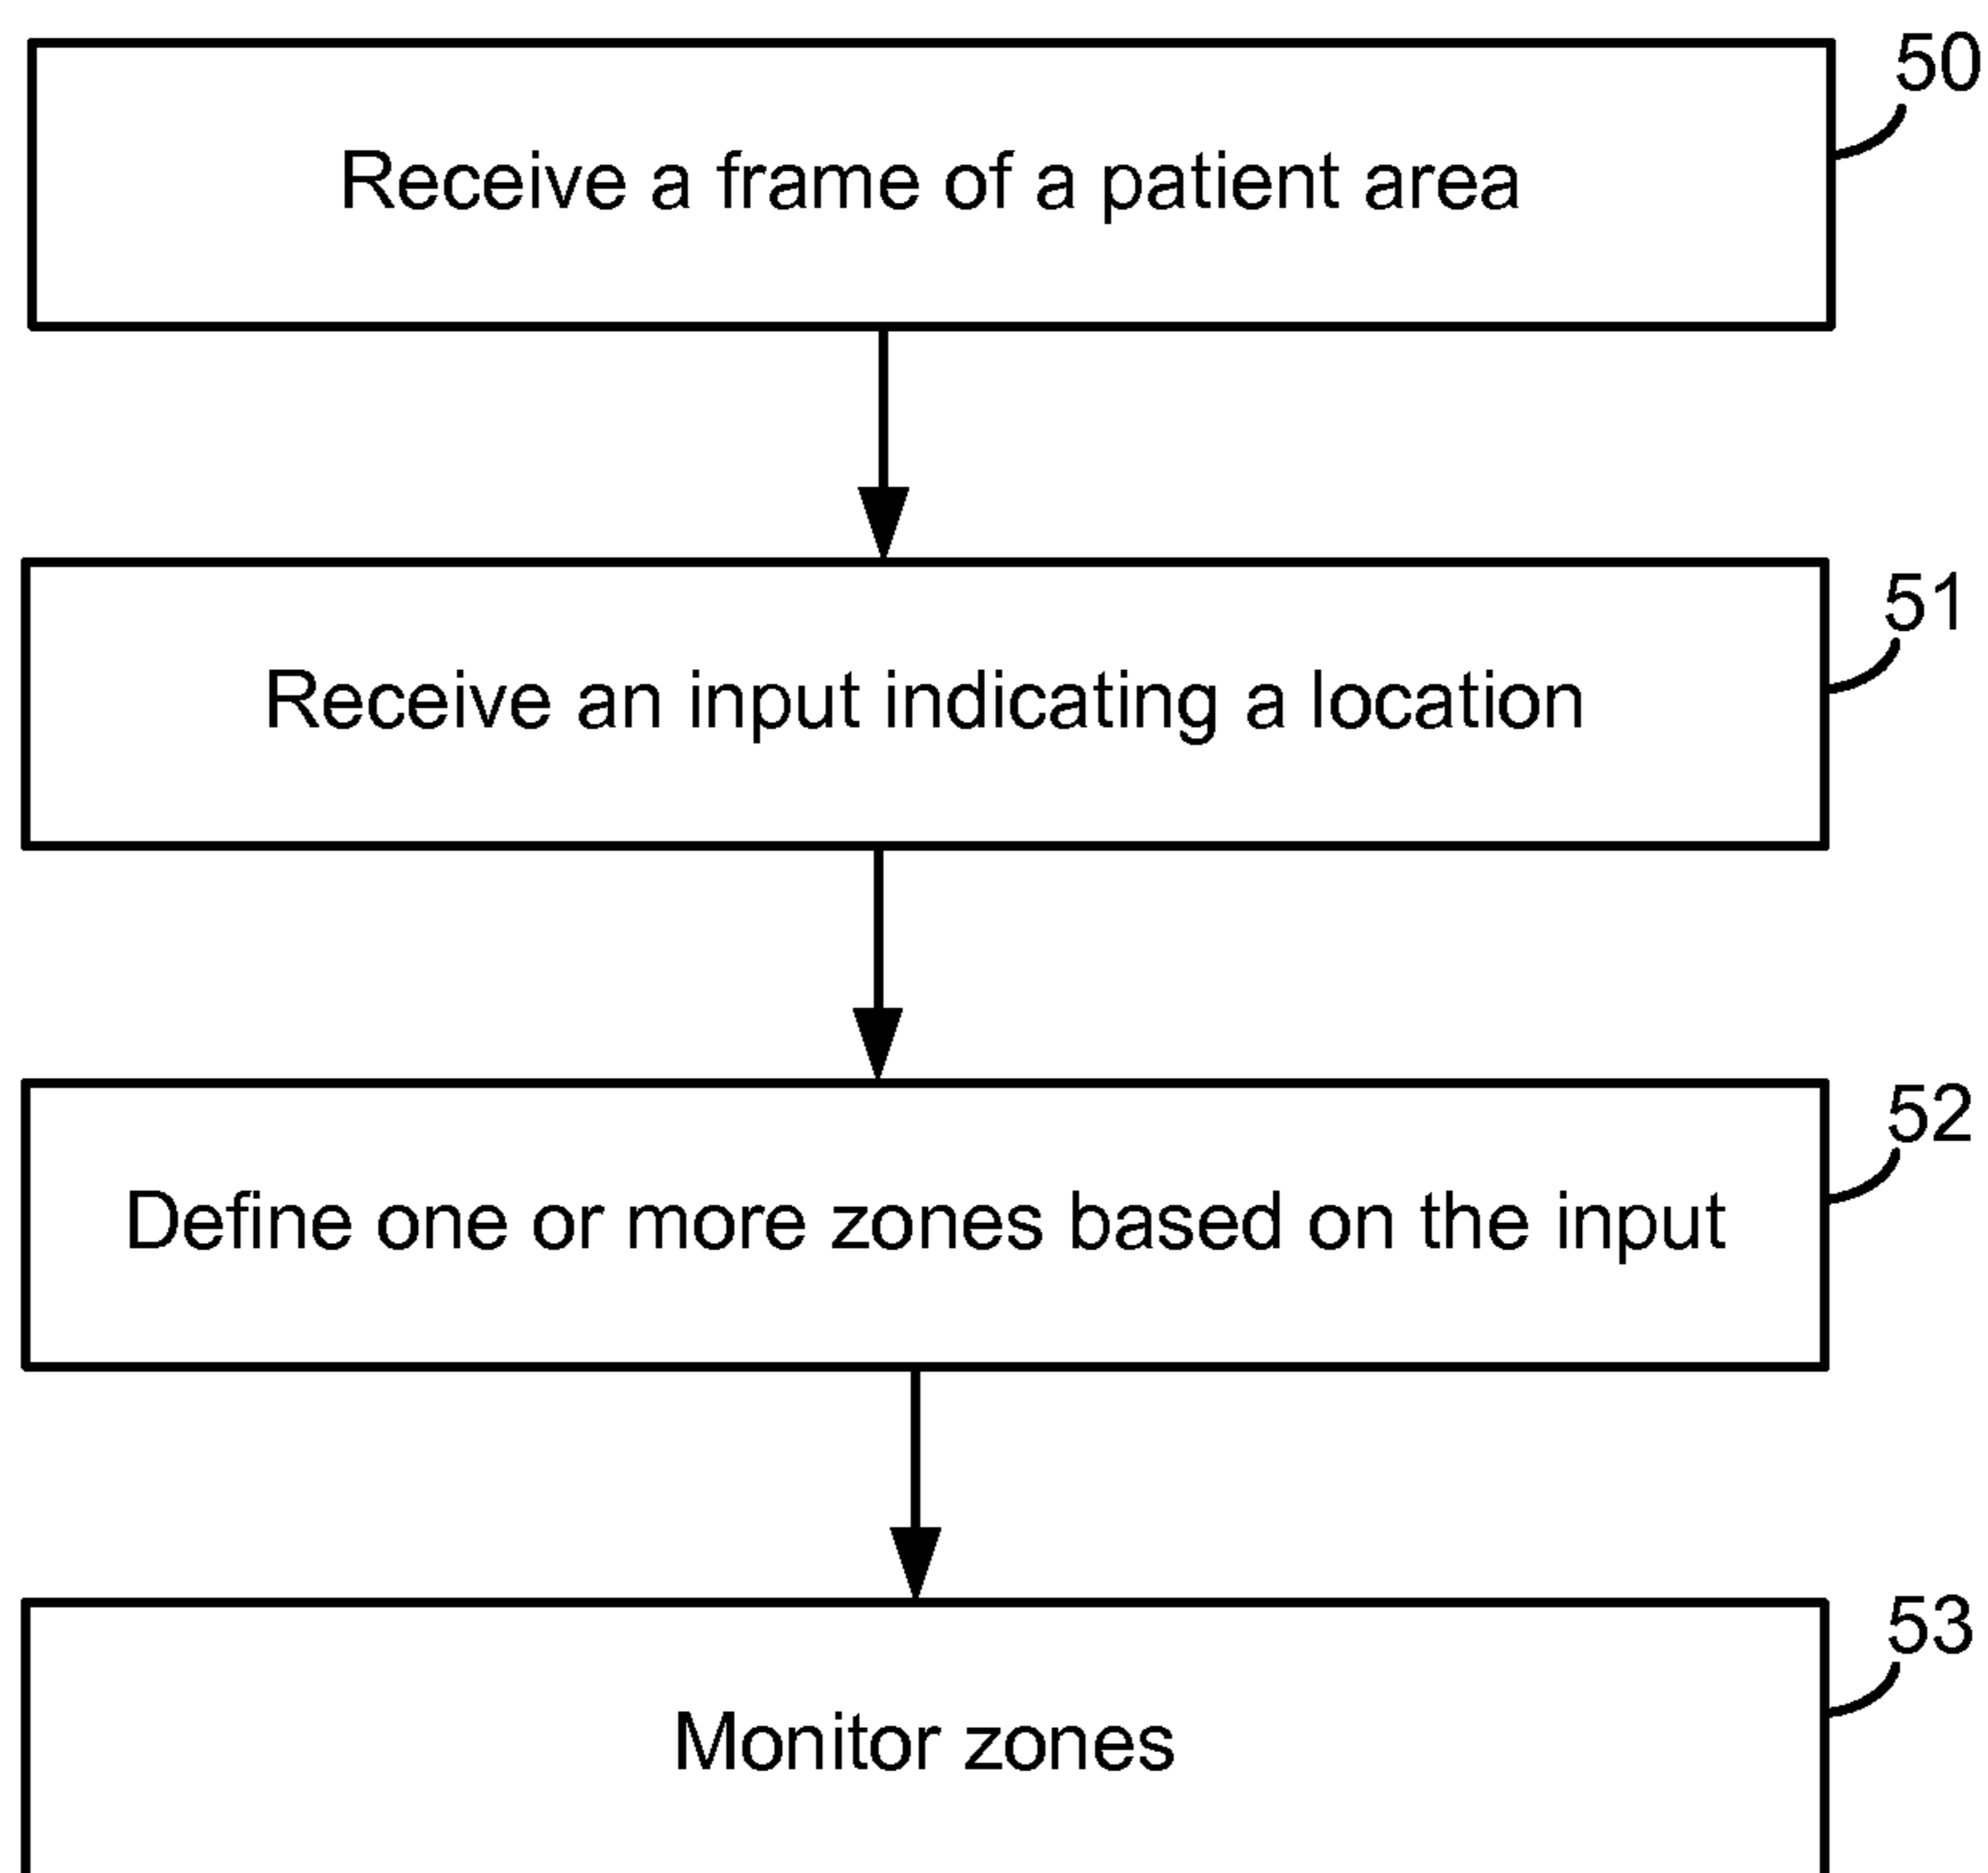 50
Receive a frame of a patient area
51
Receive an input indicating a location
52
Define one or more zones based on the input
53
Monitor zones